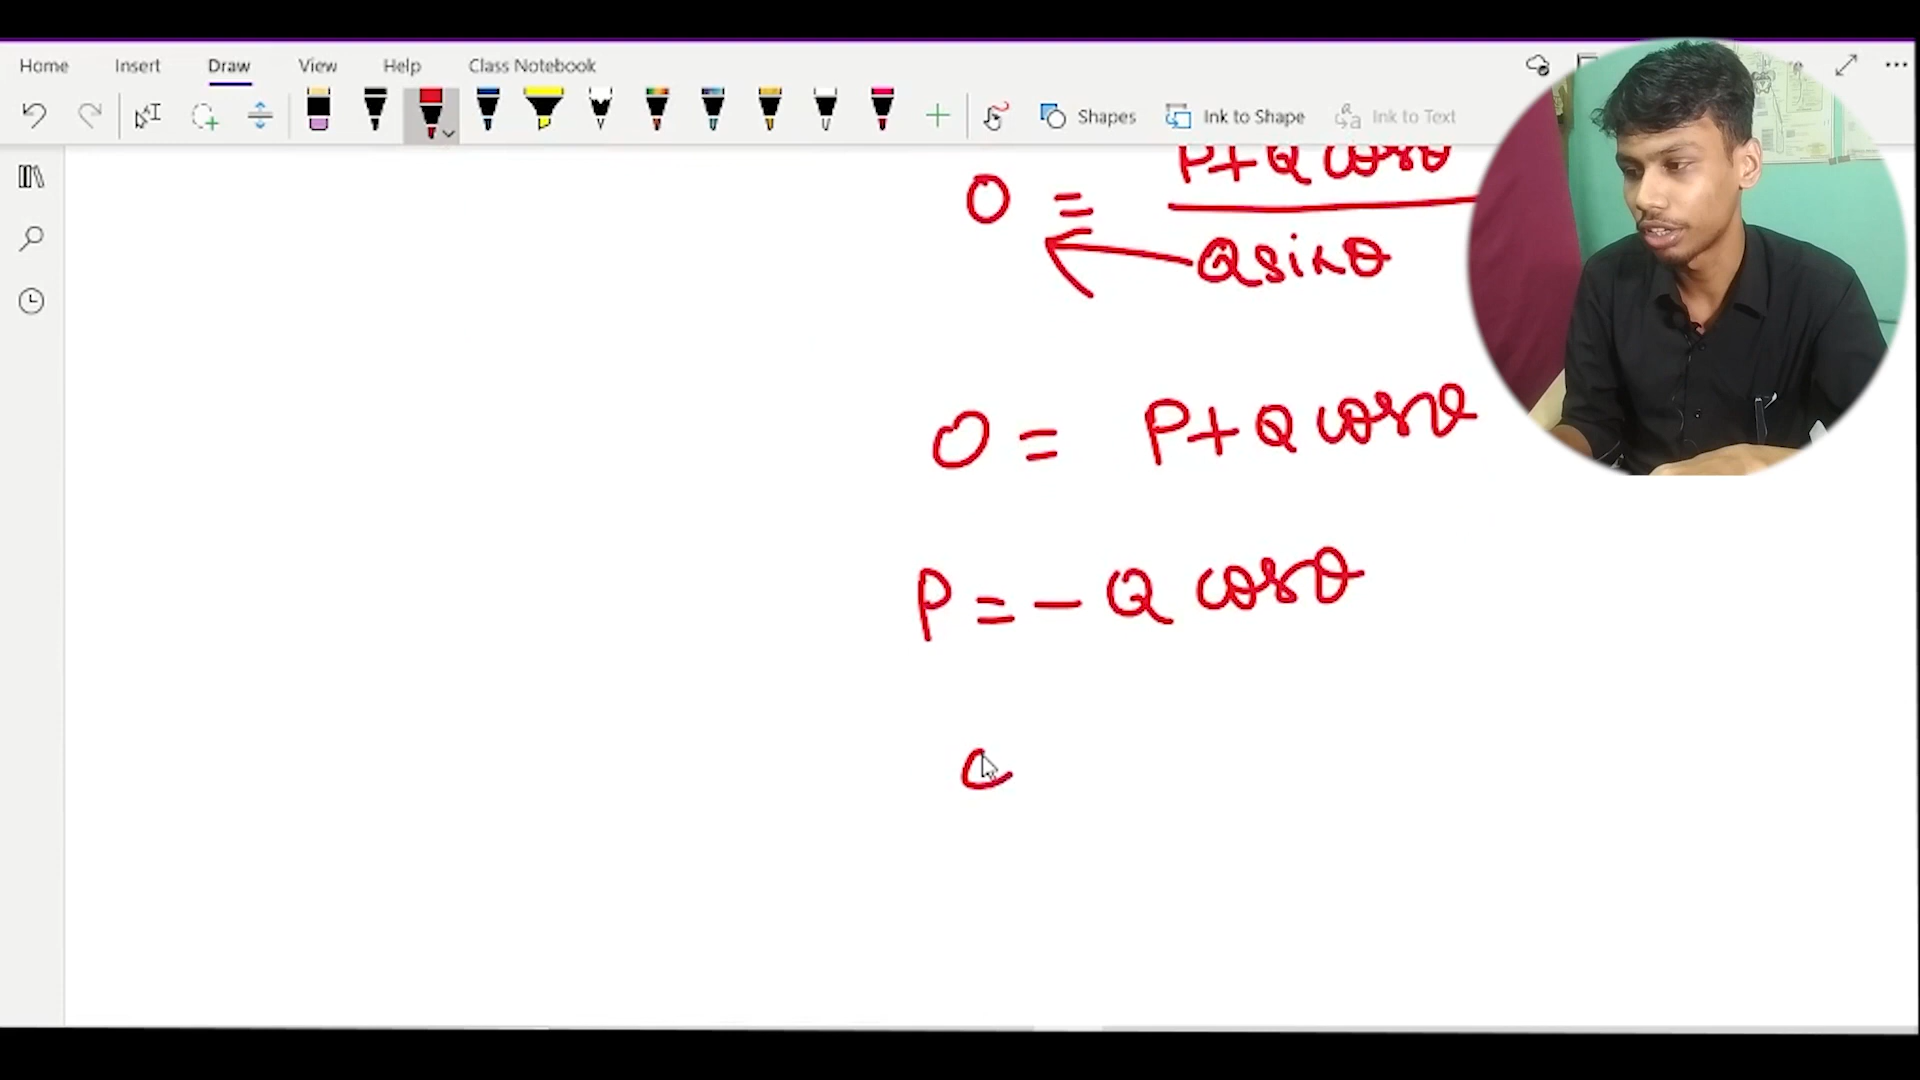 Home Insert Draw View Help Class Notebook
Shapes Ink to Shape Ink to Text
P+Q cosθ
0 =
Q sinθ
0 = P+Q cosθ
P = - Q cosθ